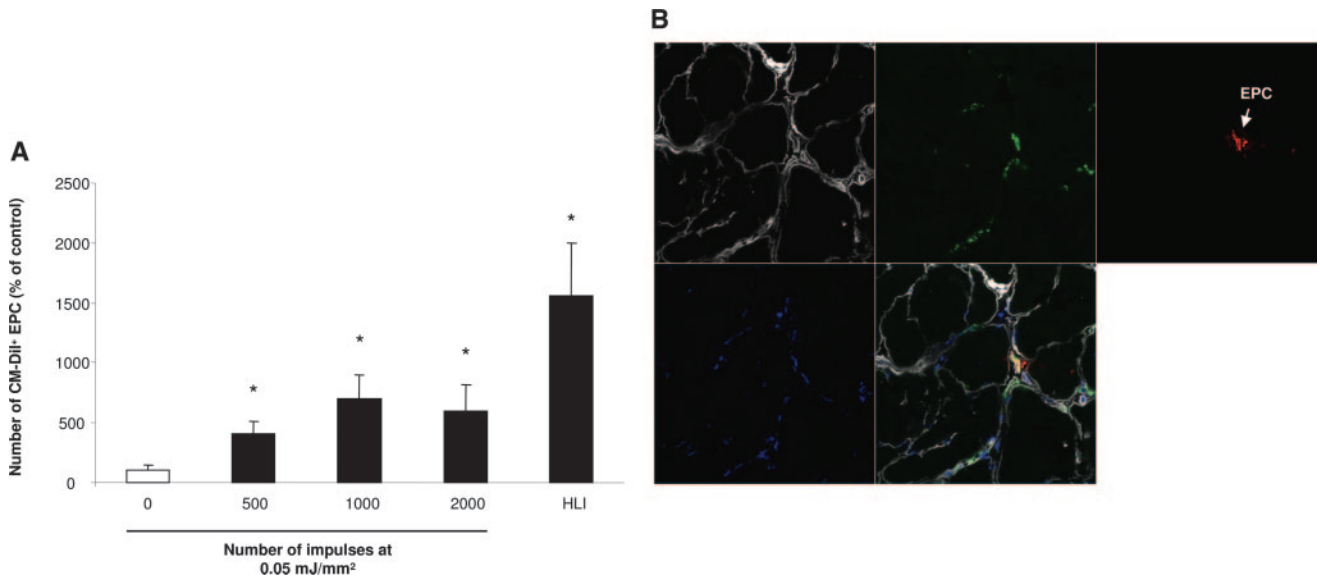 A
Number of CM-DiI+ EPC (% of control)
2500
2000
1500
1000
500
0
*
*
*
*
0 500 1000 2000 HLI
Number of impulses at
0.05 mJ/mm²
B
EPC